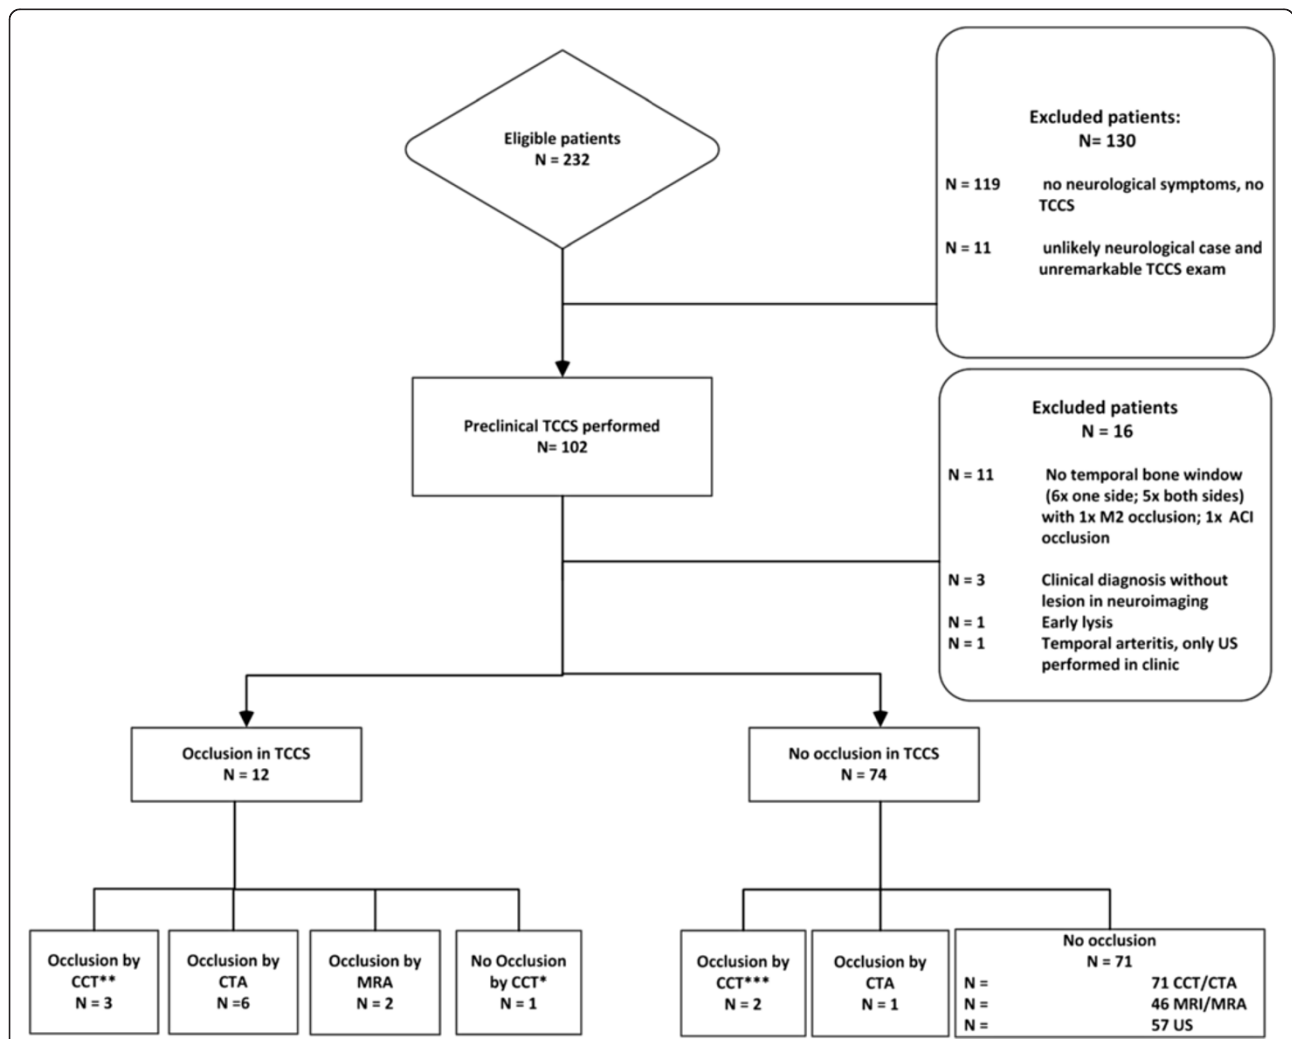 Eligible patients
N = 232
Excluded patients:
N= 130
N = 119 no neurological symptoms, no
TCCS
N = 11 unlikely neurological case and
unremarkable TCCS exam
Preclinical TCCS performed
N= 102
Excluded patients
N = 16
N = 11 No temporal bone window
(6x one side; 5x both sides)
with 1x M2 occlusion; 1x ACI
occlusion
N = 3 Clinical diagnosis without
lesion in neuroimaging
N = 1 Early lysis
N = 1 Temporal arteritis, only US
performed in clinic
Occlusion in TCCS
N = 12
No occlusion in TCCS
N = 74
Occlusion by
CCT**
N = 3
Occlusion by
CTA
N =6
Occlusion by
MRA
N = 2
No Occlusion
by CCT*
N = 1
Occlusion by
CCT***
N = 2
Occlusion by
CTA
N = 1
No occlusion
N = 71
N = 71 CCT/CTA
N = 46 MRI/MRA
N = 57 US